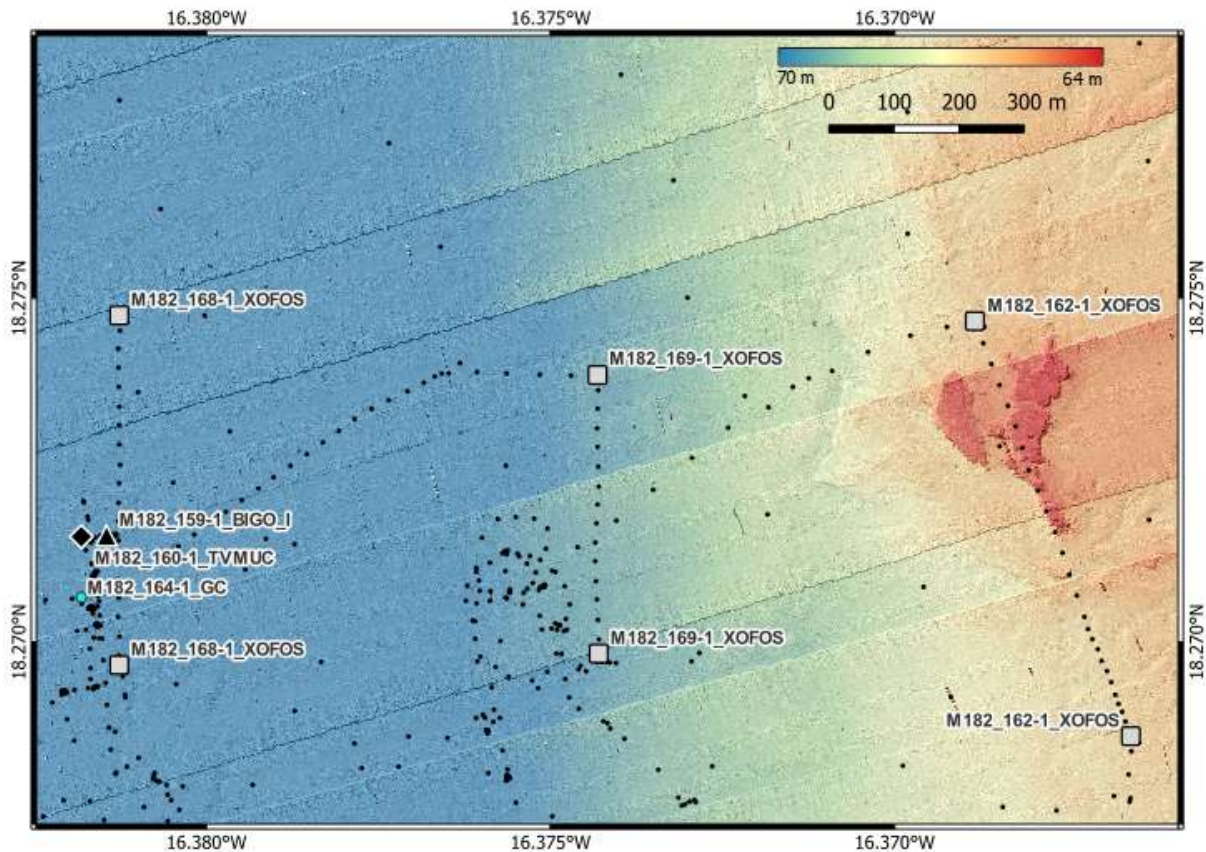 16.380°W 16.375°W 16.370°W
70 m 64 m
0 100 200 300 m
18.275°N 18.275°N
M182_168-1_XOFOS
M182_162-1_XOFOS
M182_169-1_XOFOS
M182_159-1_BIGO_I
M182_160-1_TVMUC
M182_164-1_GC
18.270°N 18.270°N
M182_168-1_XOFOS
M182_169-1_XOFOS
M182_162-1_XOFOS
16.380°W 16.375°W 16.370°W